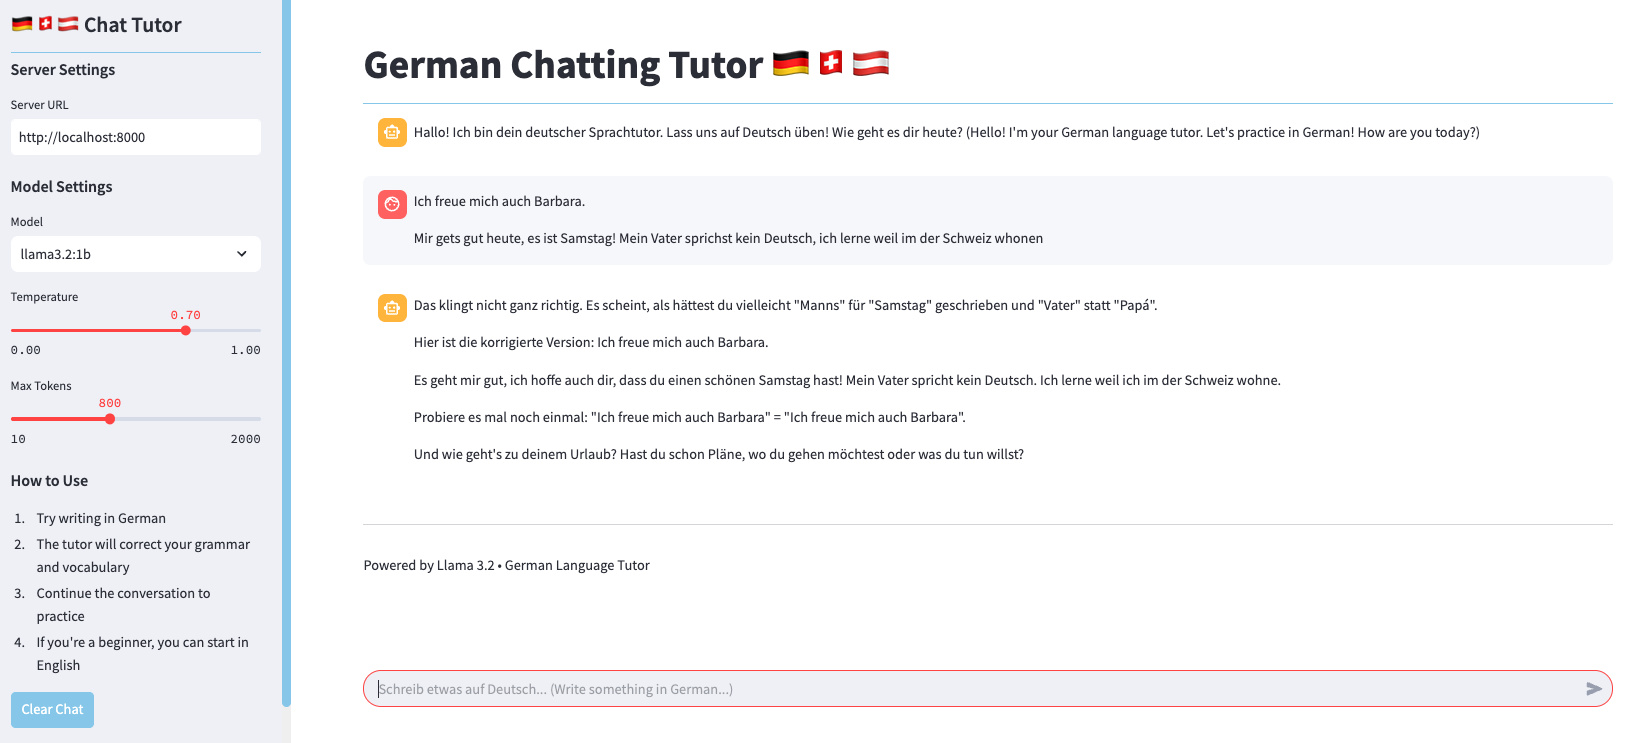 🇩🇪🇨🇭🇦🇹 Chat Tutor
Server Settings
Server URL
http://localhost:8000
Model Settings
Model
llama3.2:1b
Temperature
0.70
0.00 1.00
Max Tokens
800
10 2000
How to Use
1. Try writing in German
2. The tutor will correct your grammar
and vocabulary
3. Continue the conversation to
practice
4. If you're a beginner, you can start in
English
Clear Chat
German Chatting Tutor 🇩🇪🇨🇭🇦🇹
Hallo! Ich bin dein deutscher Sprachtutor. Lass uns auf Deutsch üben! Wie geht es dir heute? (Hello! I'm your German language tutor. Let's practice in German! How are you today?)
Ich freue mich auch Barbara.
Mir gets gut heute, es ist Samstag! Mein Vater sprichst kein Deutsch, ich lerne weil im der Schweiz whonen
Das klingt nicht ganz richtig. Es scheint, als hättest du vielleicht "Manns" für "Samstag" geschrieben und "Vater" statt "Papá".
Hier ist die korrigierte Version: Ich freue mich auch Barbara.
Es geht mir gut, ich hoffe auch dir, dass du einen schönen Samstag hast! Mein Vater spricht kein Deutsch. Ich lerne weil ich im der Schweiz wohne.
Probiere es mal noch einmal: "Ich freue mich auch Barbara" = "Ich freue mich auch Barbara".
Und wie geht's zu deinem Urlaub? Hast du schon Pläne, wo du gehen möchtest oder was du tun willst?
Powered by Llama 3.2 • German Language Tutor
Schreib etwas auf Deutsch... (Write something in German...)